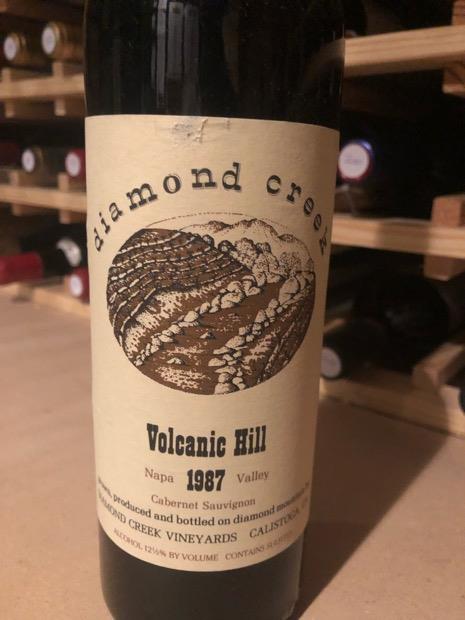 diamond creek
Volcanic Hill
Napa 1987 Valley
Cabernet Sauvignon
grown, produced and bottled on diamond mountain by
DIAMOND CREEK VINEYARDS CALISTOGA, CA
ALCOHOL 12½% BY VOLUME CONTAINS SULFITES